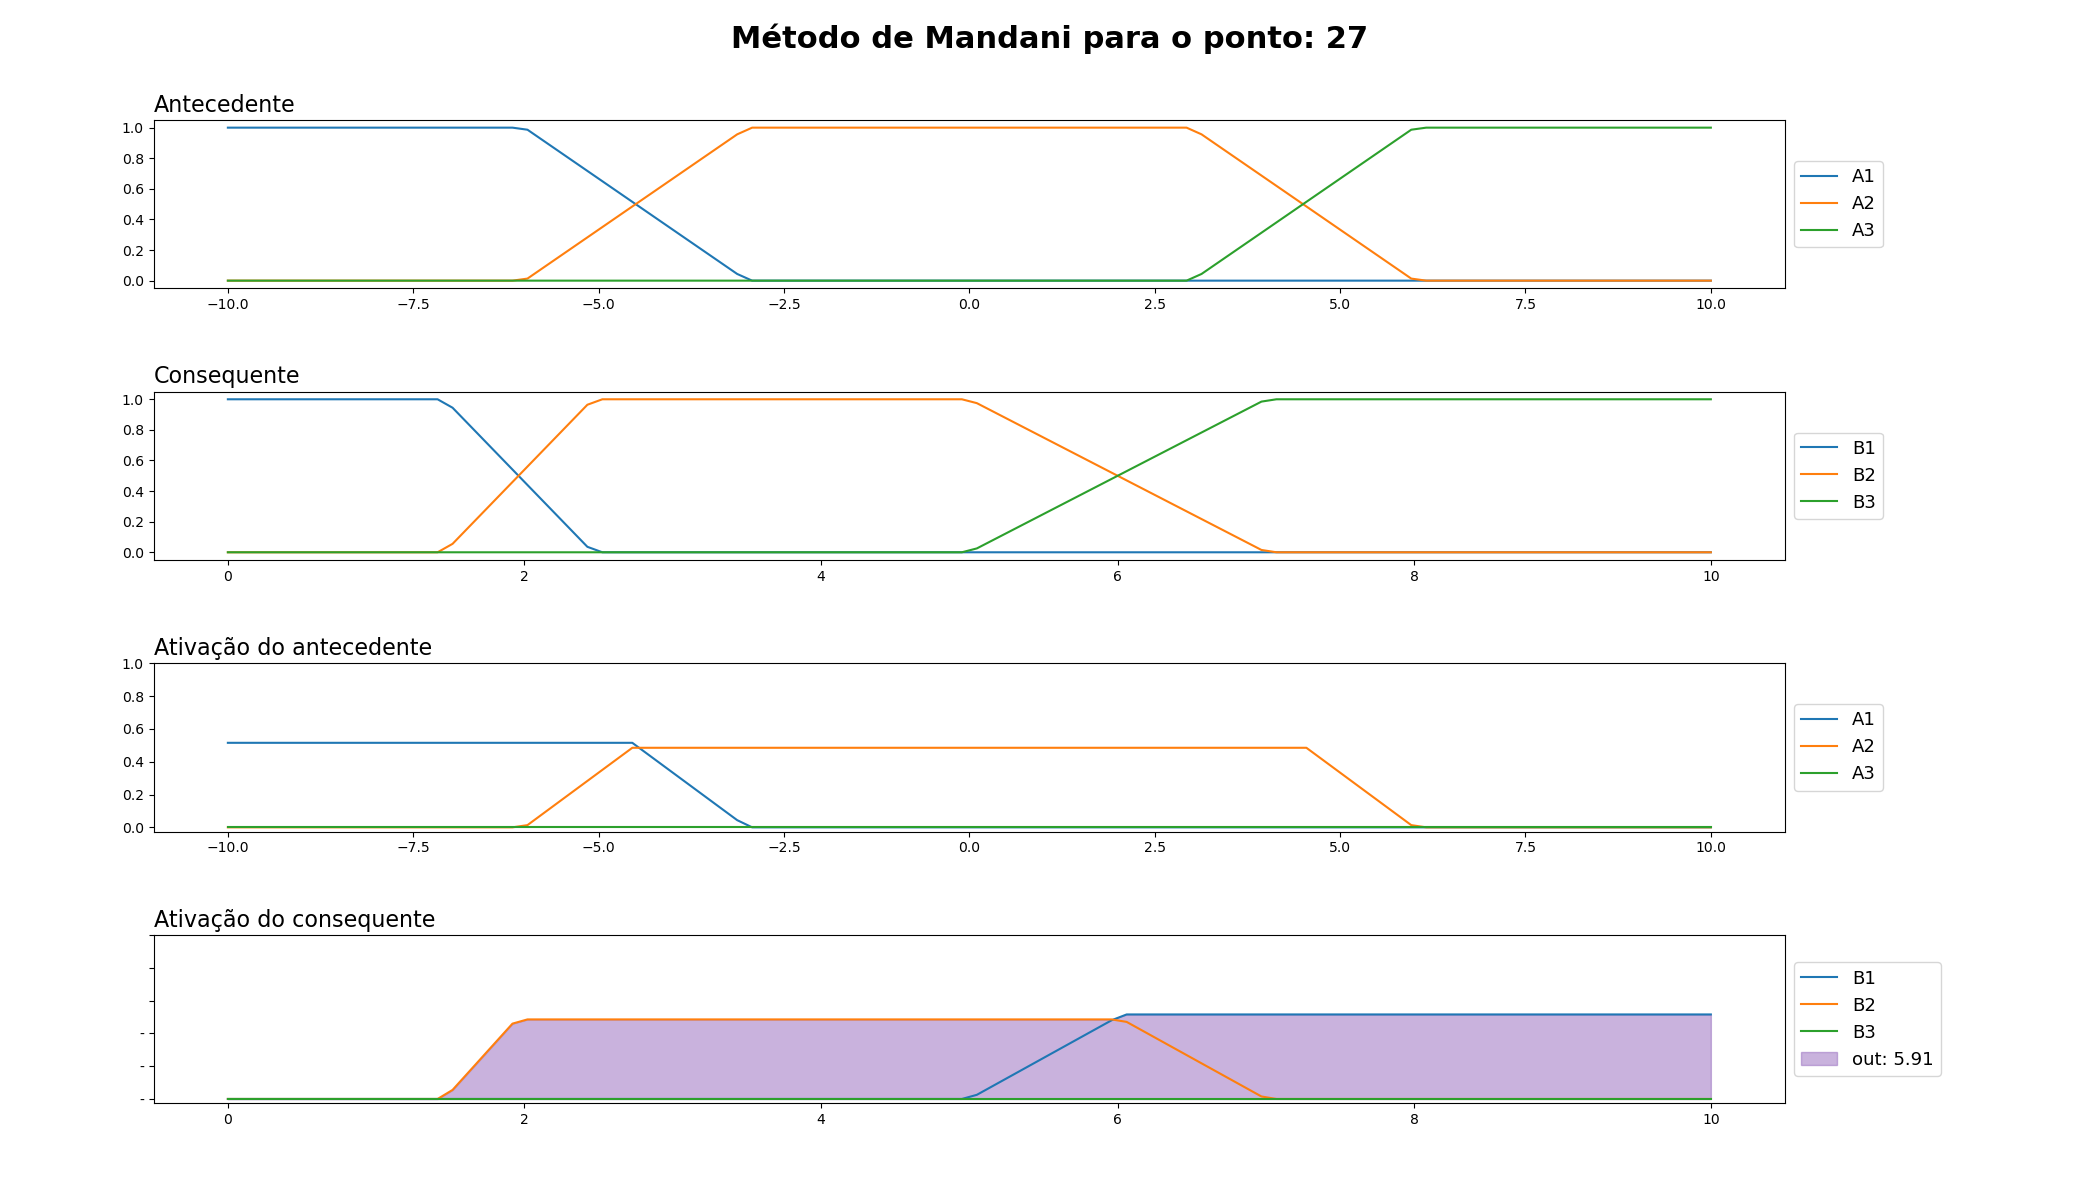 Método de Mandani para o ponto: 27
Antecedente
1.0
0.8
0.6
0.4
0.2
0.0
−10.0 −7.5 −5.0 −2.5 0.0 2.5 5.0 7.5 10.0
A1
A2
A3
Consequente
1.0
0.8
0.6
0.4
0.2
0.0
0 2 4 6 8 10
B1
B2
B3
Ativação do antecedente
1.0
0.8
0.6
0.4
0.2
0.0
−10.0 −7.5 −5.0 −2.5 0.0 2.5 5.0 7.5 10.0
A1
A2
A3
Ativação do consequente
-
-
-
0 2 4 6 8 10
B1
B2
B3
out: 5.91